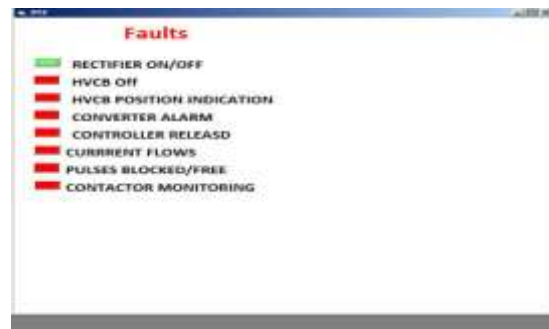 Faults
RECTIFIER ON/OFF
HVCB Off
HVCB POSITION INDICATION
CONVERTER ALARM
CONTROLLER RELEASD
CURRRENT FLOWS
PULSES BLOCKED/FREE
CONTACTOR MONITORING